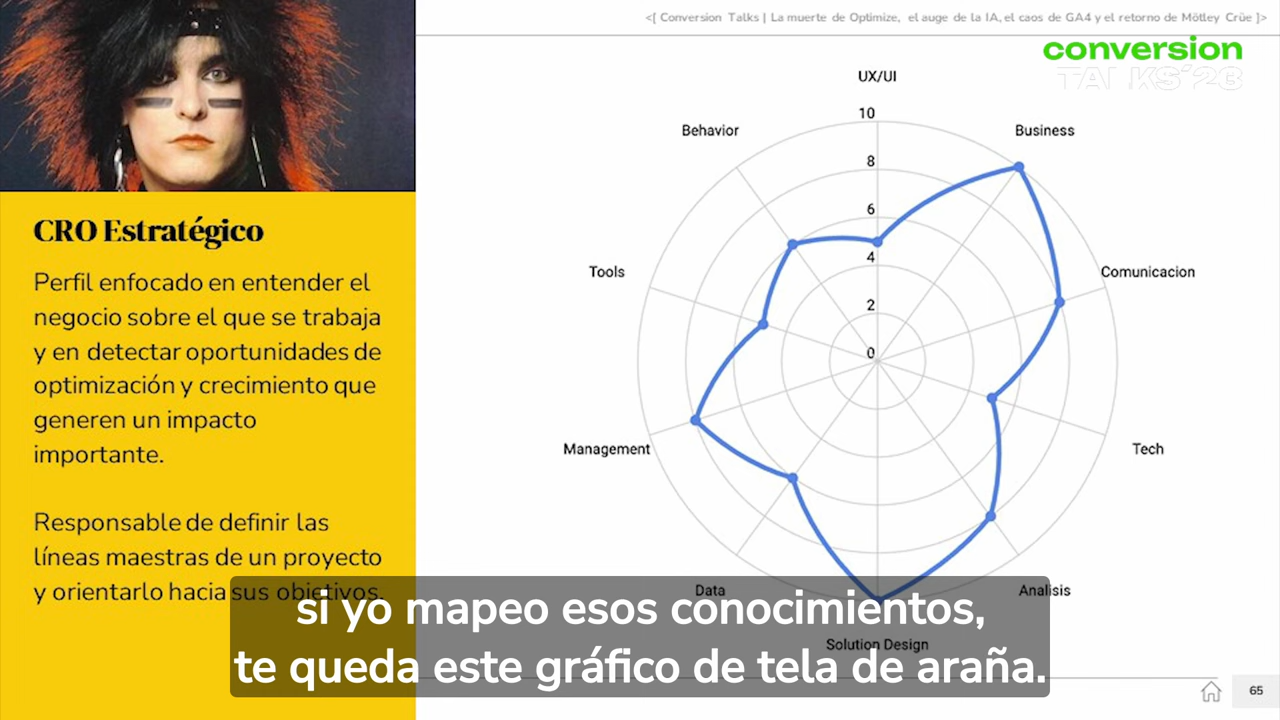 <[ Conversion Talks | La muerte de Optimize, el auge de la IA, el caos de GA4 y el retorno de Mötley Crüe ]>
conversion
TALKS'23
CRO Estratégico
Perfil enfocado en entender el
negocio sobre el que se trabaja
y en detectar oportunidades de
optimización y crecimiento que
generen un impacto
importante.
Responsable de definir las
líneas maestras de un proyecto
y orientarlo hacia sus objetivos.
UX/UI
Behavior
Business
10
8
6
4
2
0
Tools
Comunicacion
Management
Tech
Data
Analisis
Solution Design
si yo mapeo esos conocimientos,
te queda este gráfico de tela de araña.
65